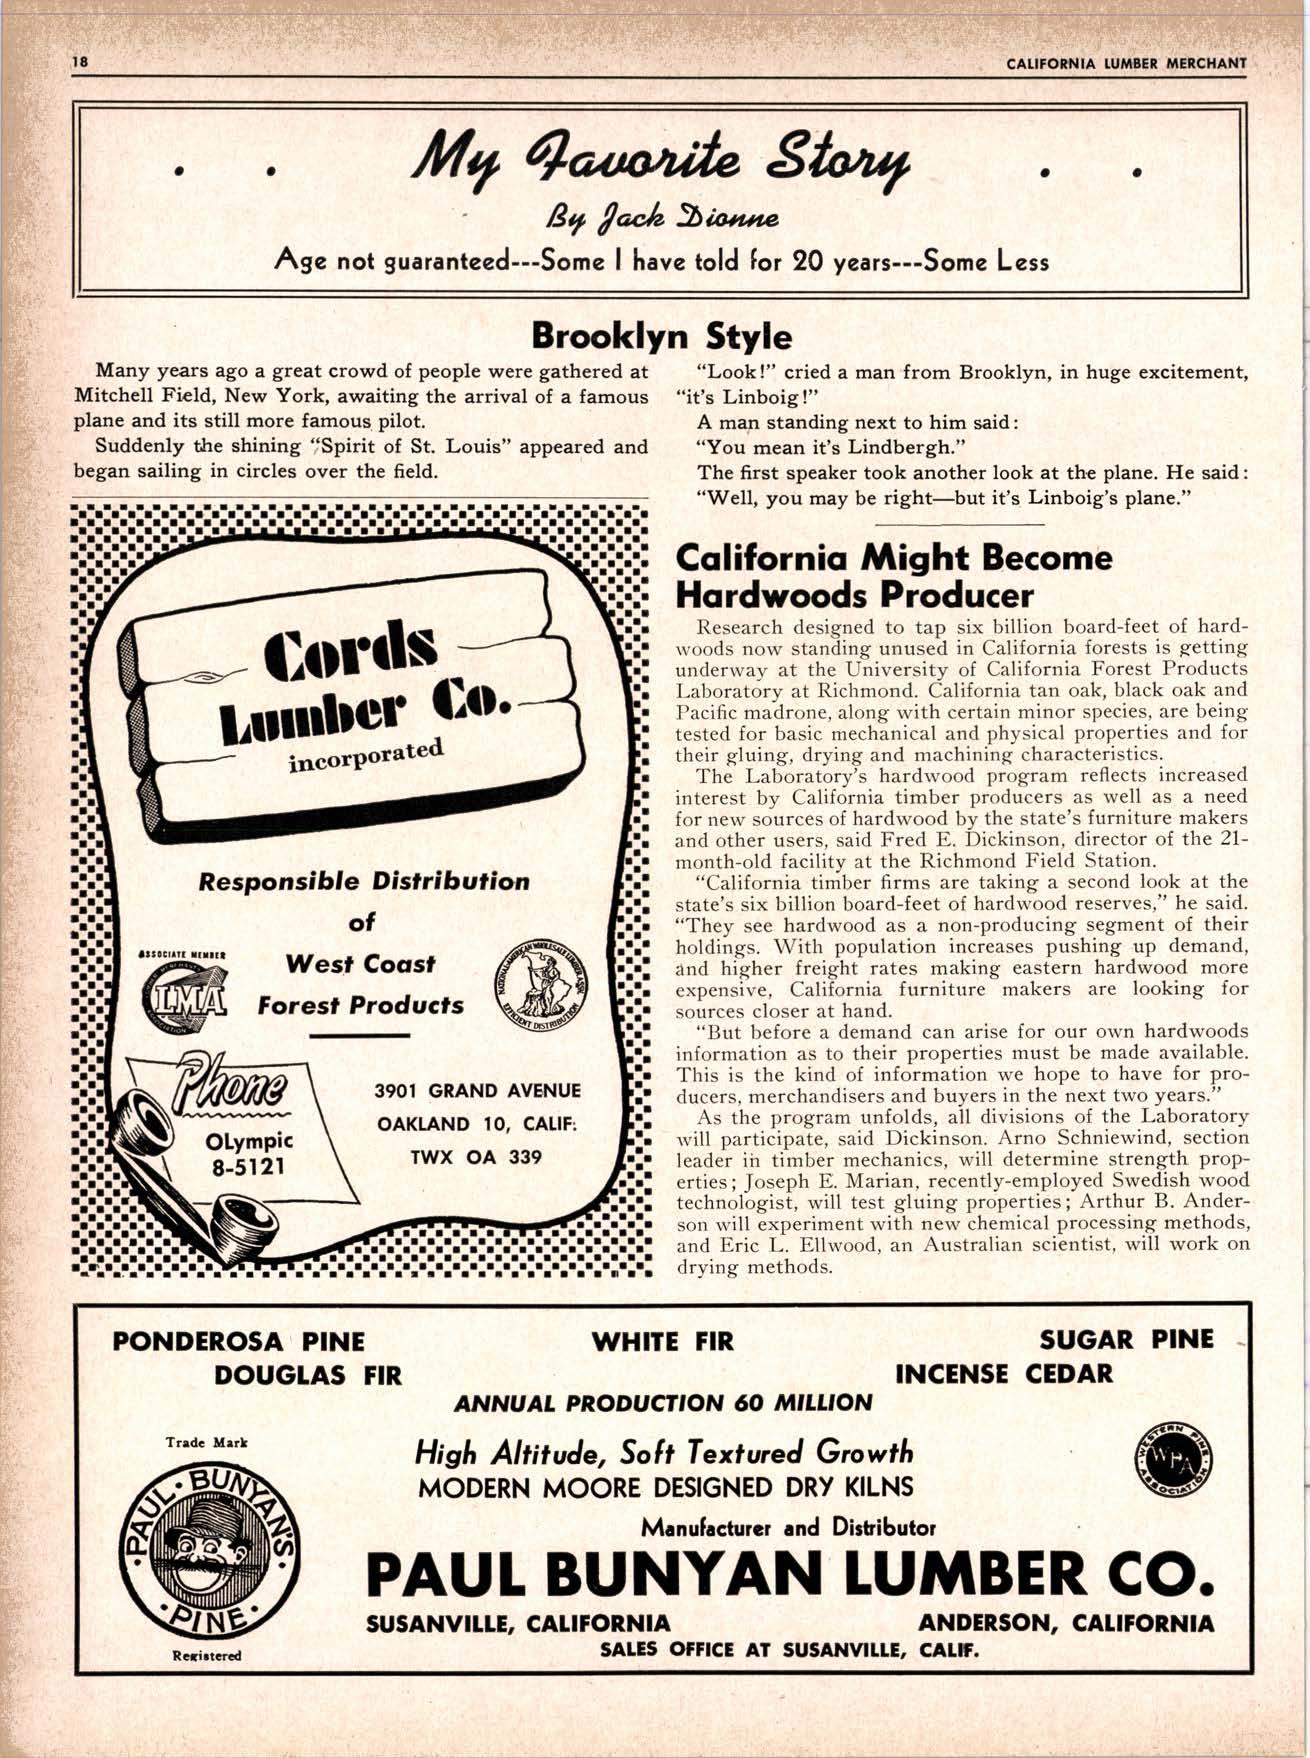 18
CALIFORNIA LUMBER MERCHANT
. . My Favorite Story . .
By Jack Dionne
Age not guaranteed---Some I have told for 20 years---Some Less
Brooklyn Style
Many years ago a great crowd of people were gathered at
Mitchell Field, New York, awaiting the arrival of a famous
plane and its still more famous pilot.
Suddenly the shining “Spirit of St. Louis” appeared and
began sailing in circles over the field.
“Look!” cried a man from Brooklyn, in huge excitement,
“it’s Linboig!”
A man standing next to him said:
“You mean it’s Lindbergh.”
The first speaker took another look at the plane. He said:
“Well, you may be right—but it’s Linboig’s plane.”
Cords
Lumber Co.
incorporated
Responsible Distribution
of
West Coast
Forest Products
ASSOCIATE MEMBER
LMA
ASSOCIATION
NATIONAL-AMERICAN WHOLESALE LUMBER ASSN.
EFFICIENT DISTRIBUTION
Phone
OLympic
8-5121
3901 GRAND AVENUE
OAKLAND 10, CALIF.
TWX OA 339
California Might Become
Hardwoods Producer
Research designed to tap six billion board-feet of hard-
woods now standing unused in California forests is getting
underway at the University of California Forest Products
Laboratory at Richmond. California tan oak, black oak and
Pacific madrone, along with certain minor species, are being
tested for basic mechanical and physical properties and for
their gluing, drying and machining characteristics.
The Laboratory’s hardwood program reflects increased
interest by California timber producers as well as a need
for new sources of hardwood by the state’s furniture makers
and other users, said Fred E. Dickinson, director of the 21-
month-old facility at the Richmond Field Station.
“California timber firms are taking a second look at the
state’s six billion board-feet of hardwood reserves,” he said.
“They see hardwood as a non-producing segment of their
holdings. With population increases pushing up demand,
and higher freight rates making eastern hardwood more
expensive, California furniture makers are looking for
sources closer at hand.
“But before a demand can arise for our own hardwoods
information as to their properties must be made available.
This is the kind of information we hope to have for pro-
ducers, merchandisers and buyers in the next two years.”
As the program unfolds, all divisions of the Laboratory
will participate, said Dickinson. Arno Schniewind, section
leader in timber mechanics, will determine strength prop-
erties; Joseph E. Marian, recently-employed Swedish wood
technologist, will test gluing properties; Arthur B. Ander-
son will experiment with new chemical processing methods,
and Eric L. Ellwood, an Australian scientist, will work on
drying methods.
PONDEROSA PINE WHITE FIR SUGAR PINE
DOUGLAS FIR INCENSE CEDAR
ANNUAL PRODUCTION 60 MILLION
High Altitude, Soft Textured Growth
MODERN MOORE DESIGNED DRY KILNS
Trade Mark
PAUL BUNYAN'S
PINE
Registered
WESTERN PINE
WPA
ASSOCIATION
Manufacturer and Distributor
PAUL BUNYAN LUMBER CO.
SUSANVILLE, CALIFORNIA ANDERSON, CALIFORNIA
SALES OFFICE AT SUSANVILLE, CALIF.